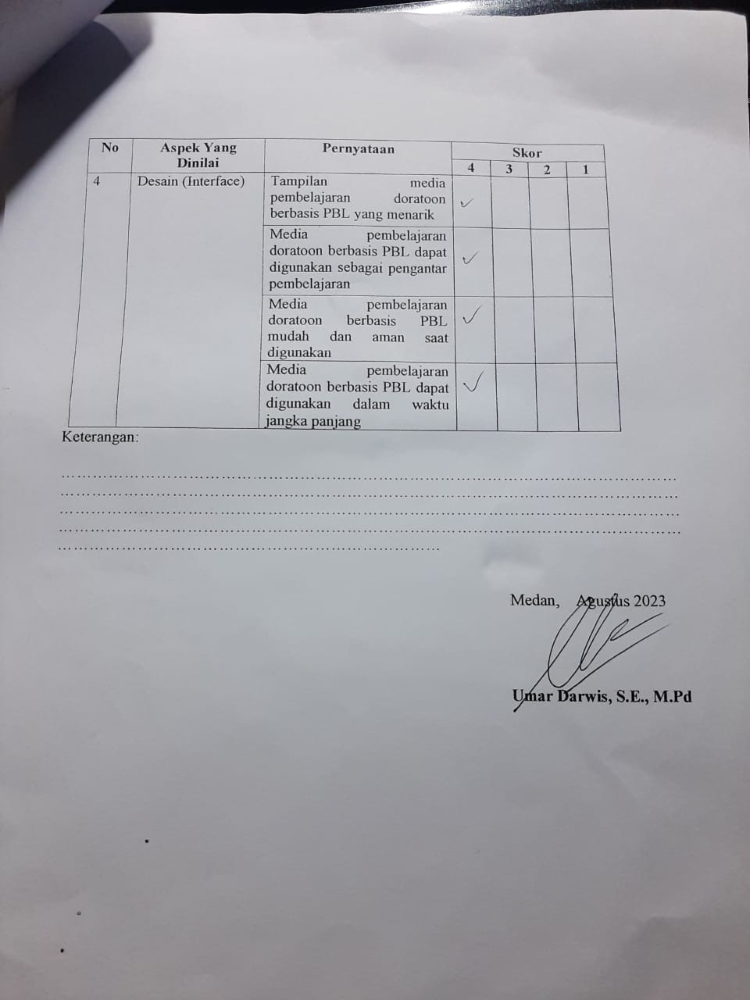 No Aspek Yang Pernyataan Skor
Dinilai 4 3 2 1
4 Desain (Interface) Tampilan media
pembelajaran doratoon
berbasis PBL yang menarik ✓
Media pembelajaran
doratoon berbasis PBL dapat ✓
digunakan sebagai pengantar
pembelajaran
Media pembelajaran
doratoon berbasis PBL ✓
mudah dan aman saat
digunakan
Media pembelajaran
doratoon berbasis PBL dapat ✓
digunakan dalam waktu
jangka panjang
Keterangan:
Medan, Agustus 2023
Umar Darwis, S.E., M.Pd